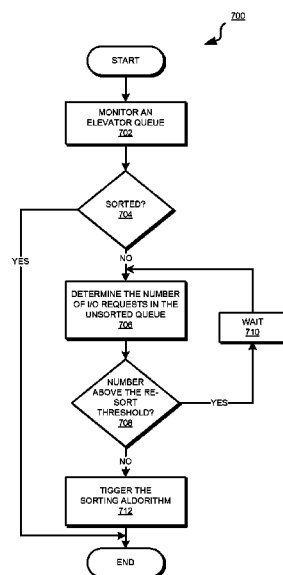 700
START
MONITOR AN
ELEVATOR QUEUE
702
SORTED?
704
YES
NO
DETERMINE THE NUMBER
OF I/O REQUESTS IN THE
UNSORTED QUEUE
706
WAIT
710
NUMBER
ABOVE THE RE-
SORT
THRESHOLD?
708
YES
NO
TIGGER THE
SORTING ALDORITHM
712
END